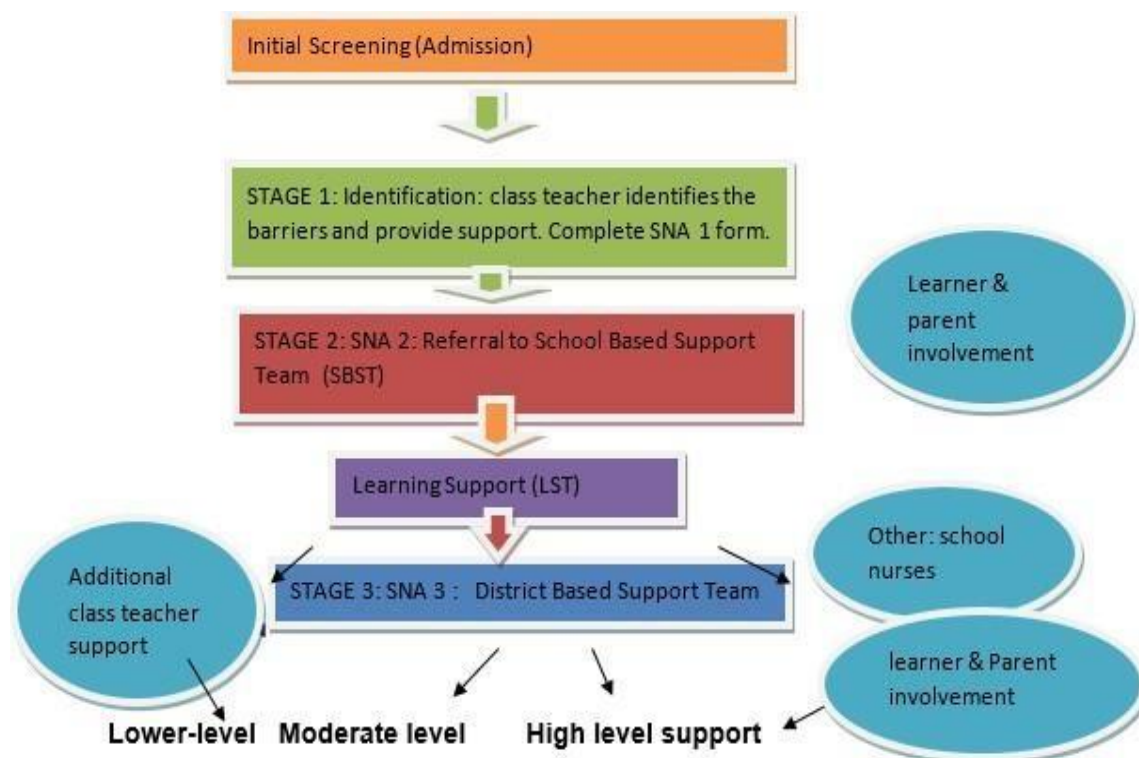 Initial Screening (Admission)
STAGE 1: Identification: class teacher identifies the
barriers and provide support. Complete SNA 1 form.
Learner &
parent
involvement
STAGE 2: SNA 2: Referral to School Based Support
Team (SBST)
Learning Support (LST)
Other: school
nurses
Additional
class teacher
support
STAGE 3: SNA 3 : District Based Support Team
learner & Parent
involvement
Lower-level Moderate level High level support